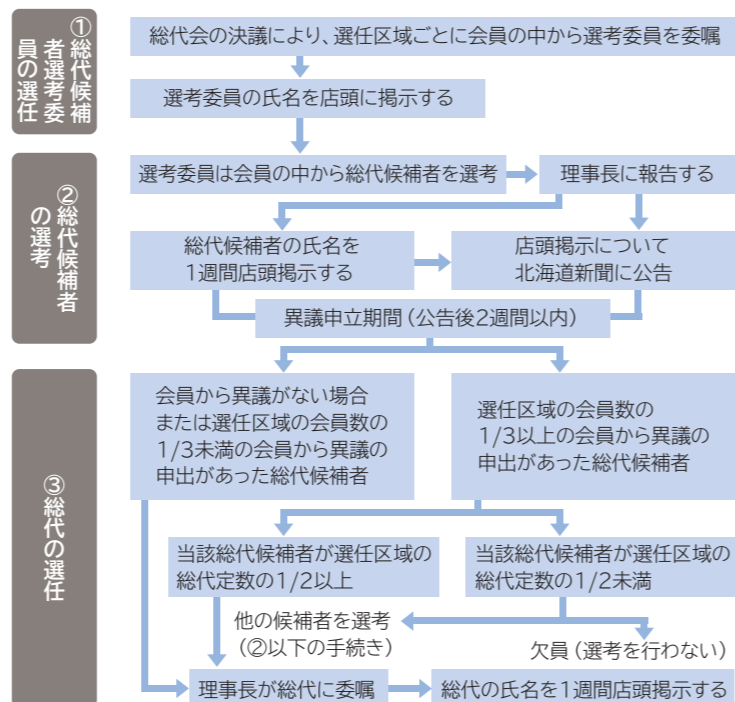 ①総代候補
者選考委
員の選任
総代会の決議により、選任区域ごとに会員の中から選考委員を委嘱
選考委員の氏名を店頭に掲示する
②総代候補者
の選考
選考委員は会員の中から総代候補者を選考
理事長に報告する
総代候補者の氏名を
1週間店頭掲示する
店頭掲示について
北海道新聞に公告
異議申立期間（公告後2週間以内）
③総代の選任
会員から異議がない場合
または選任区域の会員数の
1/3未満の会員から異議の
申出があった総代候補者
選任区域の会員数の
1/3以上の会員から異議の
申出があった総代候補者
当該総代候補者が選任区域の
総代定数の1/2以上
当該総代候補者が選任区域の
総代定数の1/2未満
他の候補者を選考
（②以下の手続き）
欠員（選考を行わない）
理事長が総代に委嘱
総代の氏名を1週間店頭掲示する